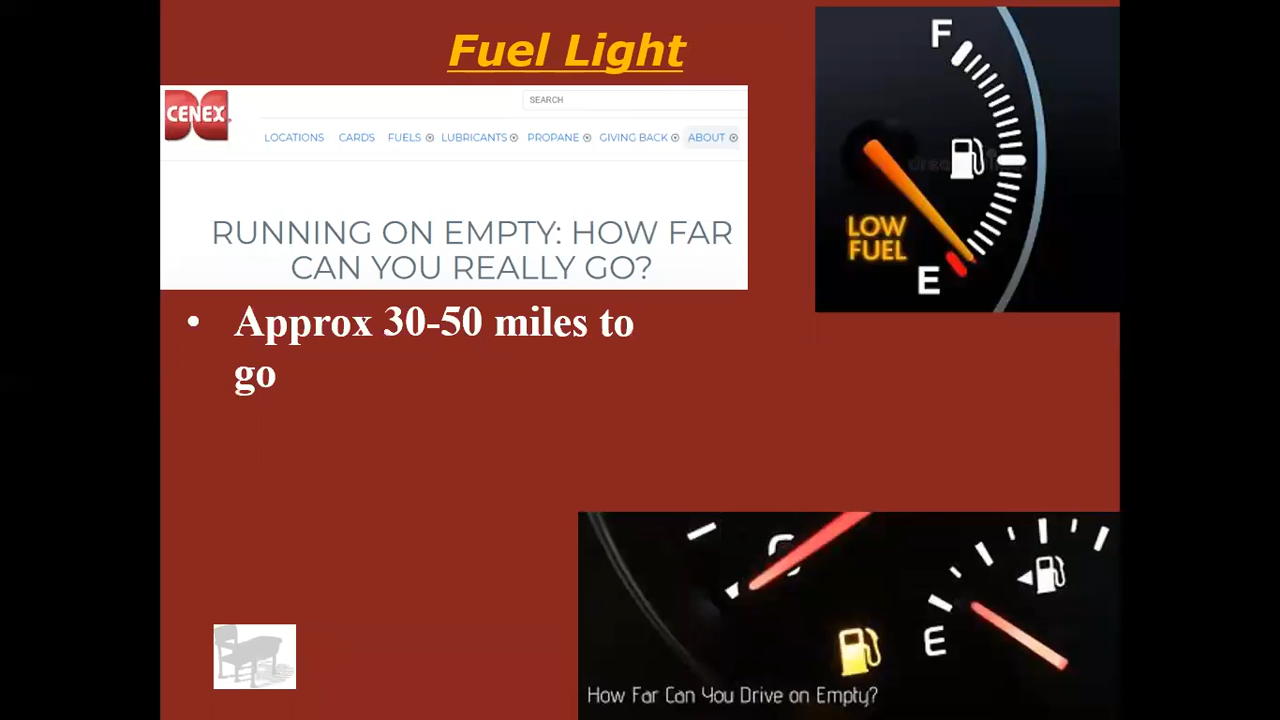 Fuel Light
CENEX
SEARCH
LOCATIONS CARDS FUELS LUBRICANTS PROPANE GIVING BACK ABOUT
RUNNING ON EMPTY: HOW FAR
CAN YOU REALLY GO?
• Approx 30-50 miles to
go
F
LOW
FUEL
E
C
E
How Far Can You Drive on Empty?